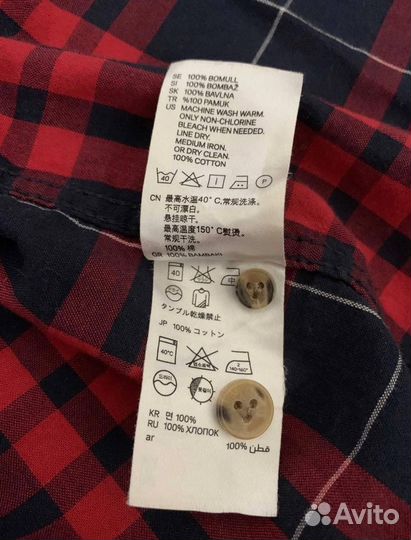 SE 100% BOMULL
SI 100% BOMBAŽ
SK 100% BAVLNA
TR %100 PAMUK
US MACHINE WASH WARM.
ONLY NON-CHLORINE
BLEACH WHEN NEEDED.
LINE DRY.
MEDIUM IRON.
OR DRY CLEAN.
100% COTTON
40 P
CN 最高水温40°C,常规洗涤.
不可漂白。
悬挂晾干。
最高温度150°C熨烫。
常规干洗。
100% 棉
GR 100% ΒΑΜΒΑΚΙ
40 中
タンブル乾燥禁止
JP 100% コットン
40°C 2 140~160°C
드라이
KR 면 100%
RU 100% ХЛОПОК
ar قطن 100%
Avito